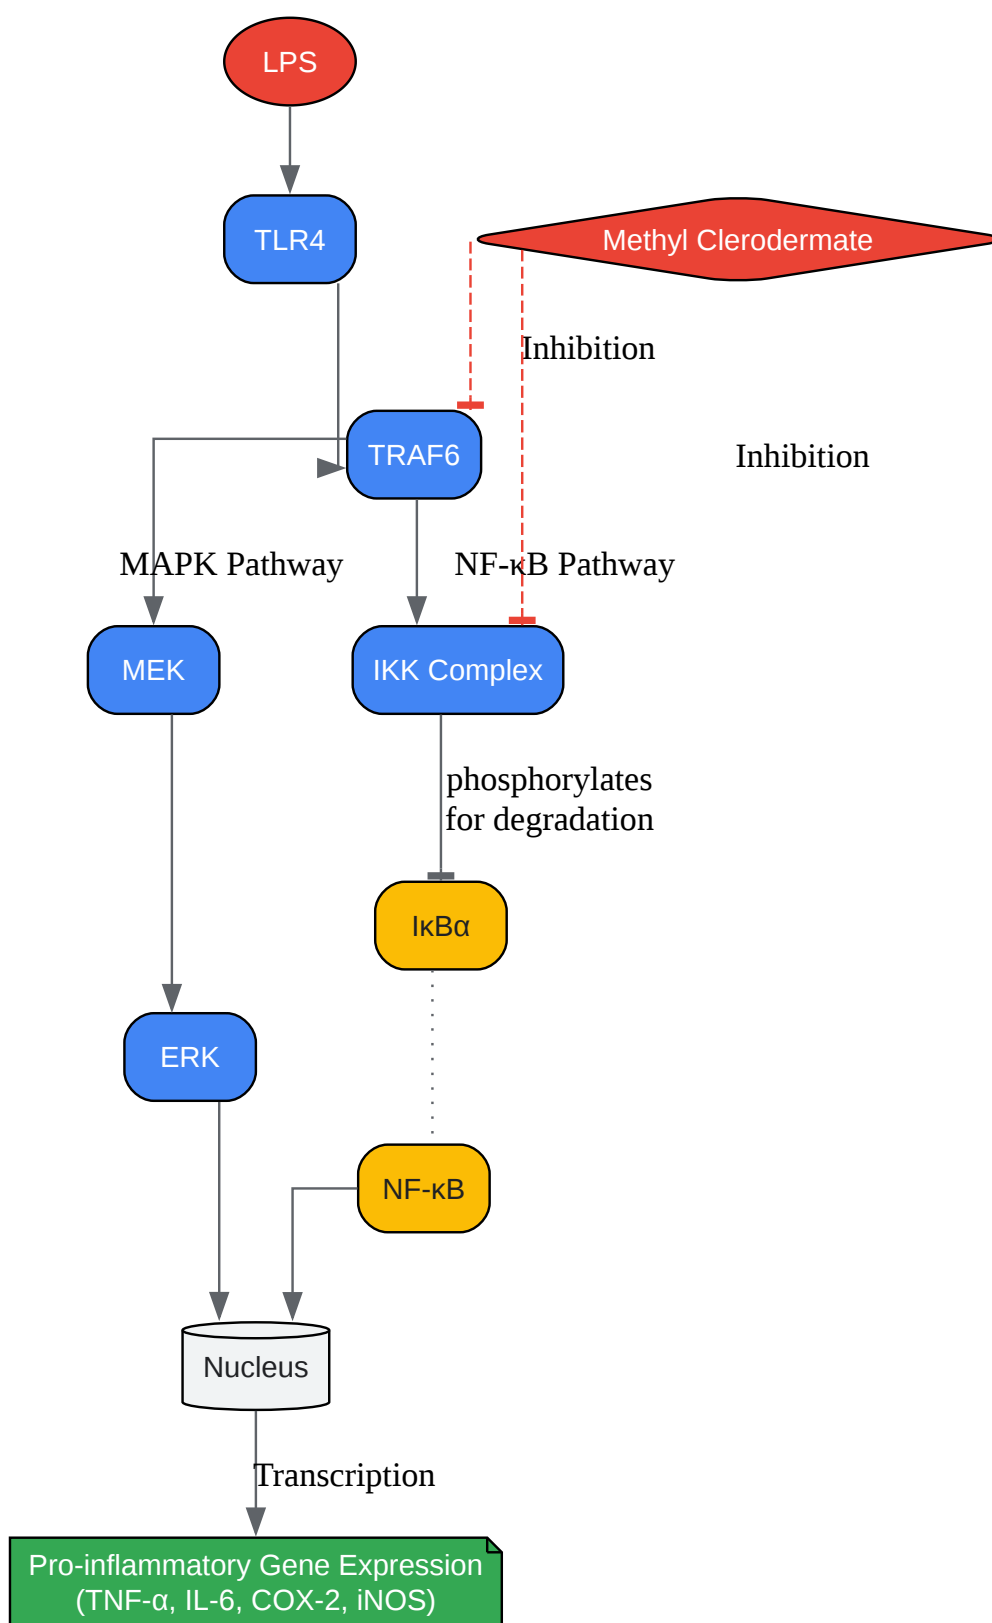 LPS
TLR4
Methyl Clerodermate
Inhibition
TRAF6
Inhibition
MAPK Pathway
NF-κB Pathway
MEK
IKK Complex
phosphorylates
for degradation
IκBα
ERK
NF-κB
Nucleus
Transcription
Pro-inflammatory Gene Expression
(TNF-α, IL-6, COX-2, iNOS)